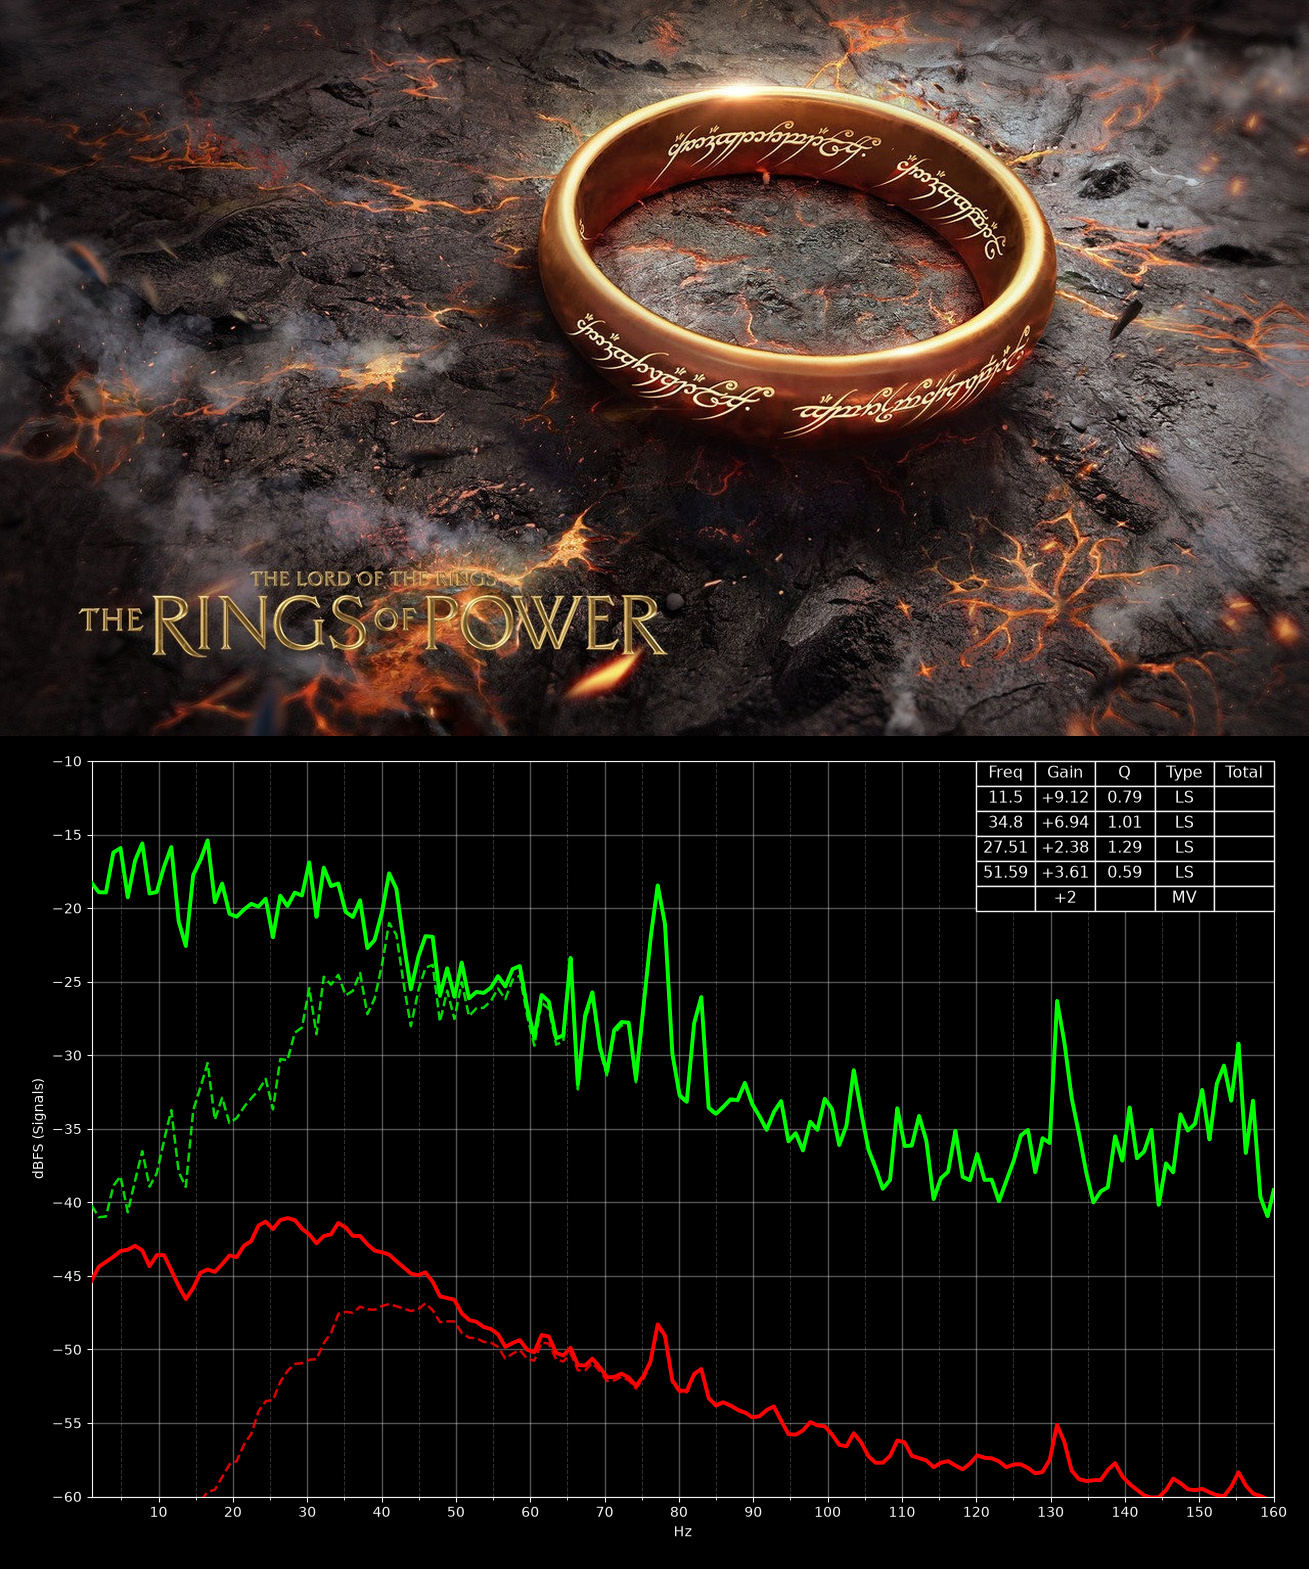 THE LORD OF THE RINGS
THE RINGS OF POWER
Freq Gain Q Type Total
11.5 +9.12 0.79 LS
34.8 +6.94 1.01 LS
27.51 +2.38 1.29 LS
51.59 +3.61 0.59 LS
+2 MV
−10
−15
−20
−25
−30
−35
−40
−45
−50
−55
−60
dBFS (Signals)
10 20 30 40 50 60 70 80 90 100 110 120 130 140 150 160
Hz